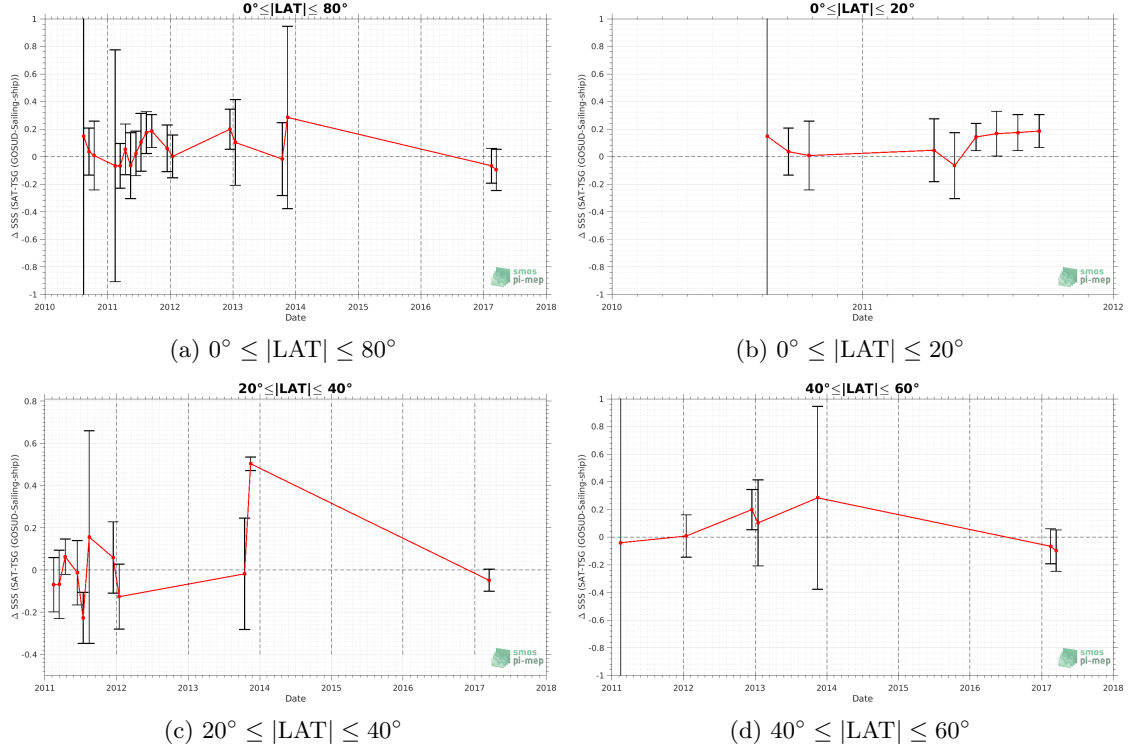 0°≤|LAT|≤ 80°
Δ SSS (SAT-TSG (GOSUD-Sailing-ship))
1
0.8
0.6
0.4
0.2
0
-0.2
-0.4
-0.6
-0.8
-1
2010 2011 2012 2013 2014 2015 2016 2017 2018
Date
smos
pi-mep
(a) 0° ≤ |LAT| ≤ 80°
0°≤|LAT|≤ 20°
Δ SSS (SAT-TSG (GOSUD-Sailing-ship))
1
0.8
0.6
0.4
0.2
0
-0.2
-0.4
-0.6
-0.8
-1
2010 2011 2012
Date
smos
pi-mep
(b) 0° ≤ |LAT| ≤ 20°
20°≤|LAT|≤ 40°
Δ SSS (SAT-TSG (GOSUD-Sailing-ship))
0.8
0.6
0.4
0.2
0
-0.2
-0.4
2011 2012 2013 2014 2015 2016 2017 2018
Date
smos
pi-mep
(c) 20° ≤ |LAT| ≤ 40°
40°≤|LAT|≤ 60°
Δ SSS (SAT-TSG (GOSUD-Sailing-ship))
1
0.8
0.6
0.4
0.2
0
-0.2
-0.4
-0.6
-0.8
-1
2011 2012 2013 2014 2015 2016 2017 2018
Date
smos
pi-mep
(d) 40° ≤ |LAT| ≤ 60°